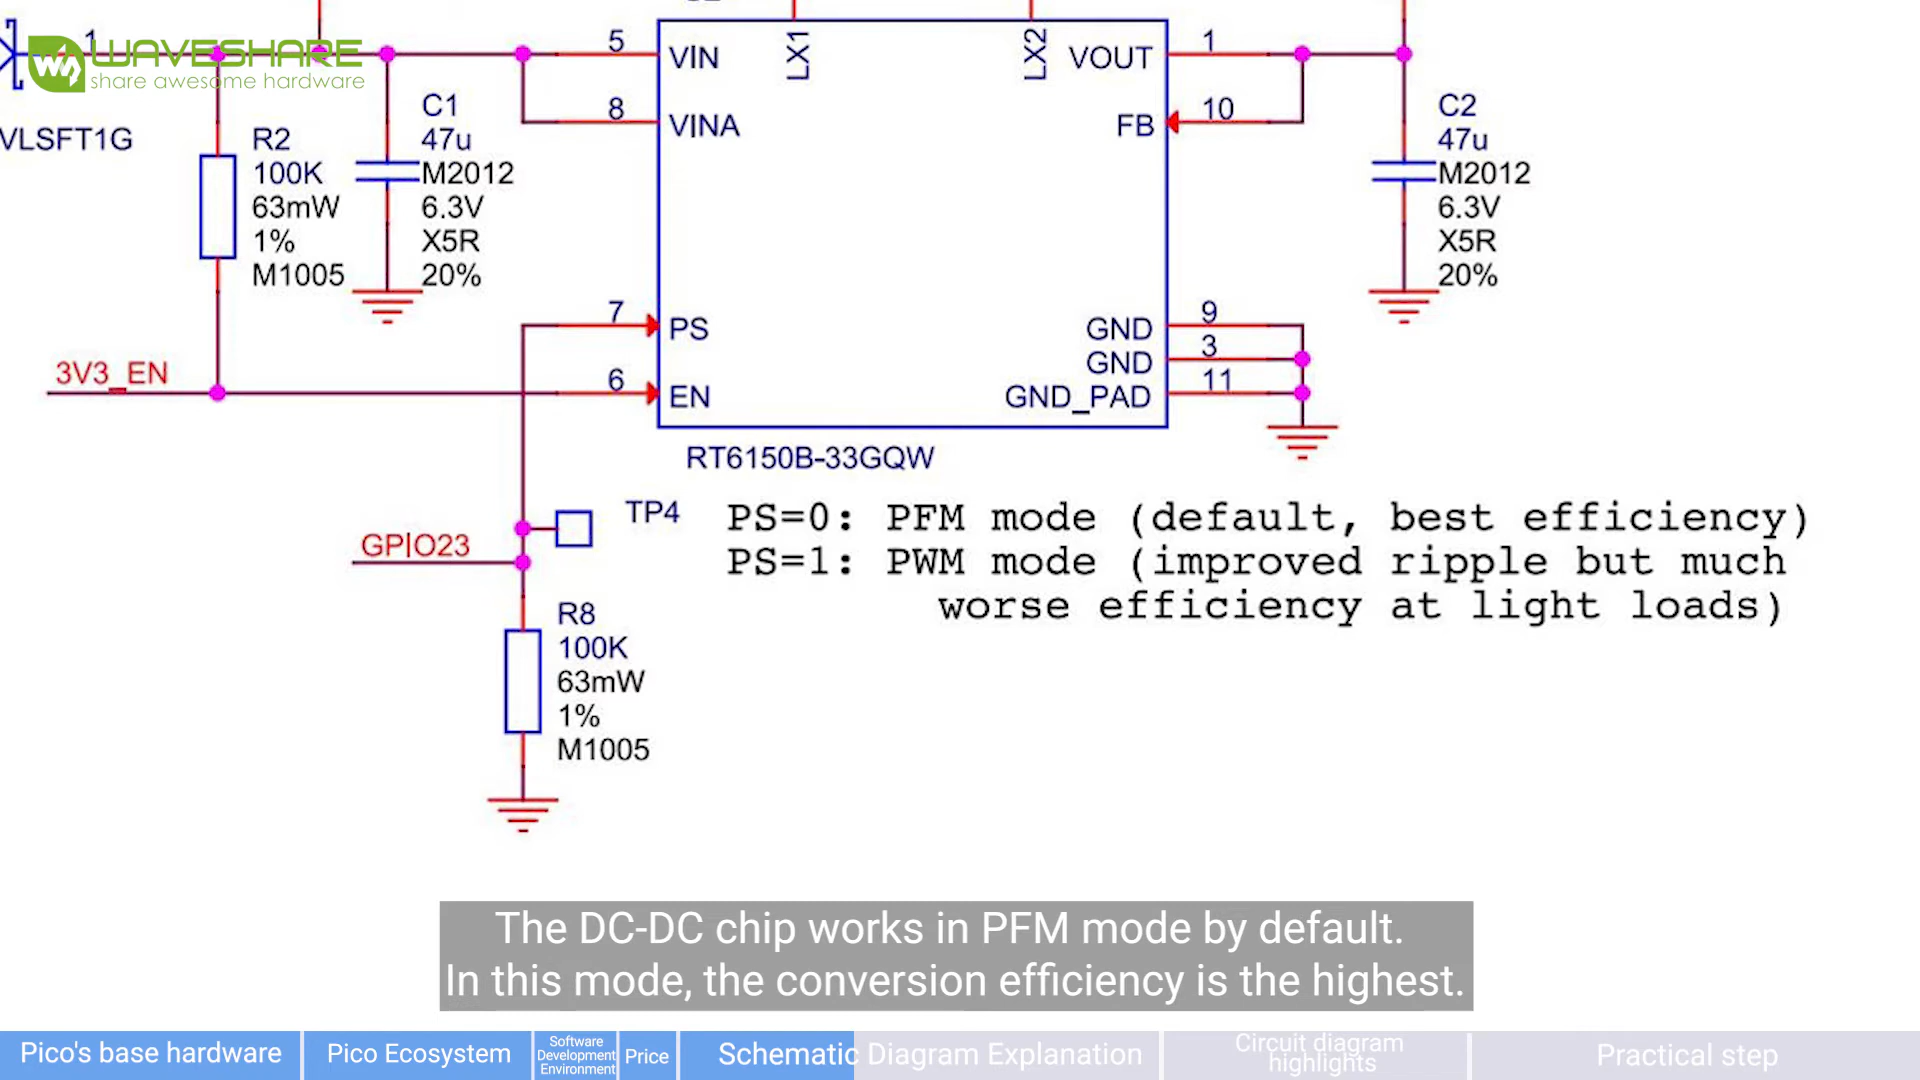 WAVESHARE
share awesome hardware
1
VLSFT1G
R2
100K
63mW
1%
M1005
C1
47u
M2012
6.3V
X5R
20%
3V3_EN
5
8
7
6
VIN
VINA
PS
EN
LX1
LX2
VOUT
FB
GND
GND
GND_PAD
1
10
9
3
11
C2
47u
M2012
6.3V
X5R
20%
RT6150B-33GQW
TP4
GPIO23
R8
100K
63mW
1%
M1005
PS=0: PFM mode (default, best efficiency)
PS=1: PWM mode (improved ripple but much
worse efficiency at light loads)
The DC-DC chip works in PFM mode by default.
In this mode, the conversion efficiency is the highest.
Pico's base hardware
Pico Ecosystem
Software
Development
Environment
Price
Schematic Diagram Explanation
Circuit diagram
highlights
Practical step